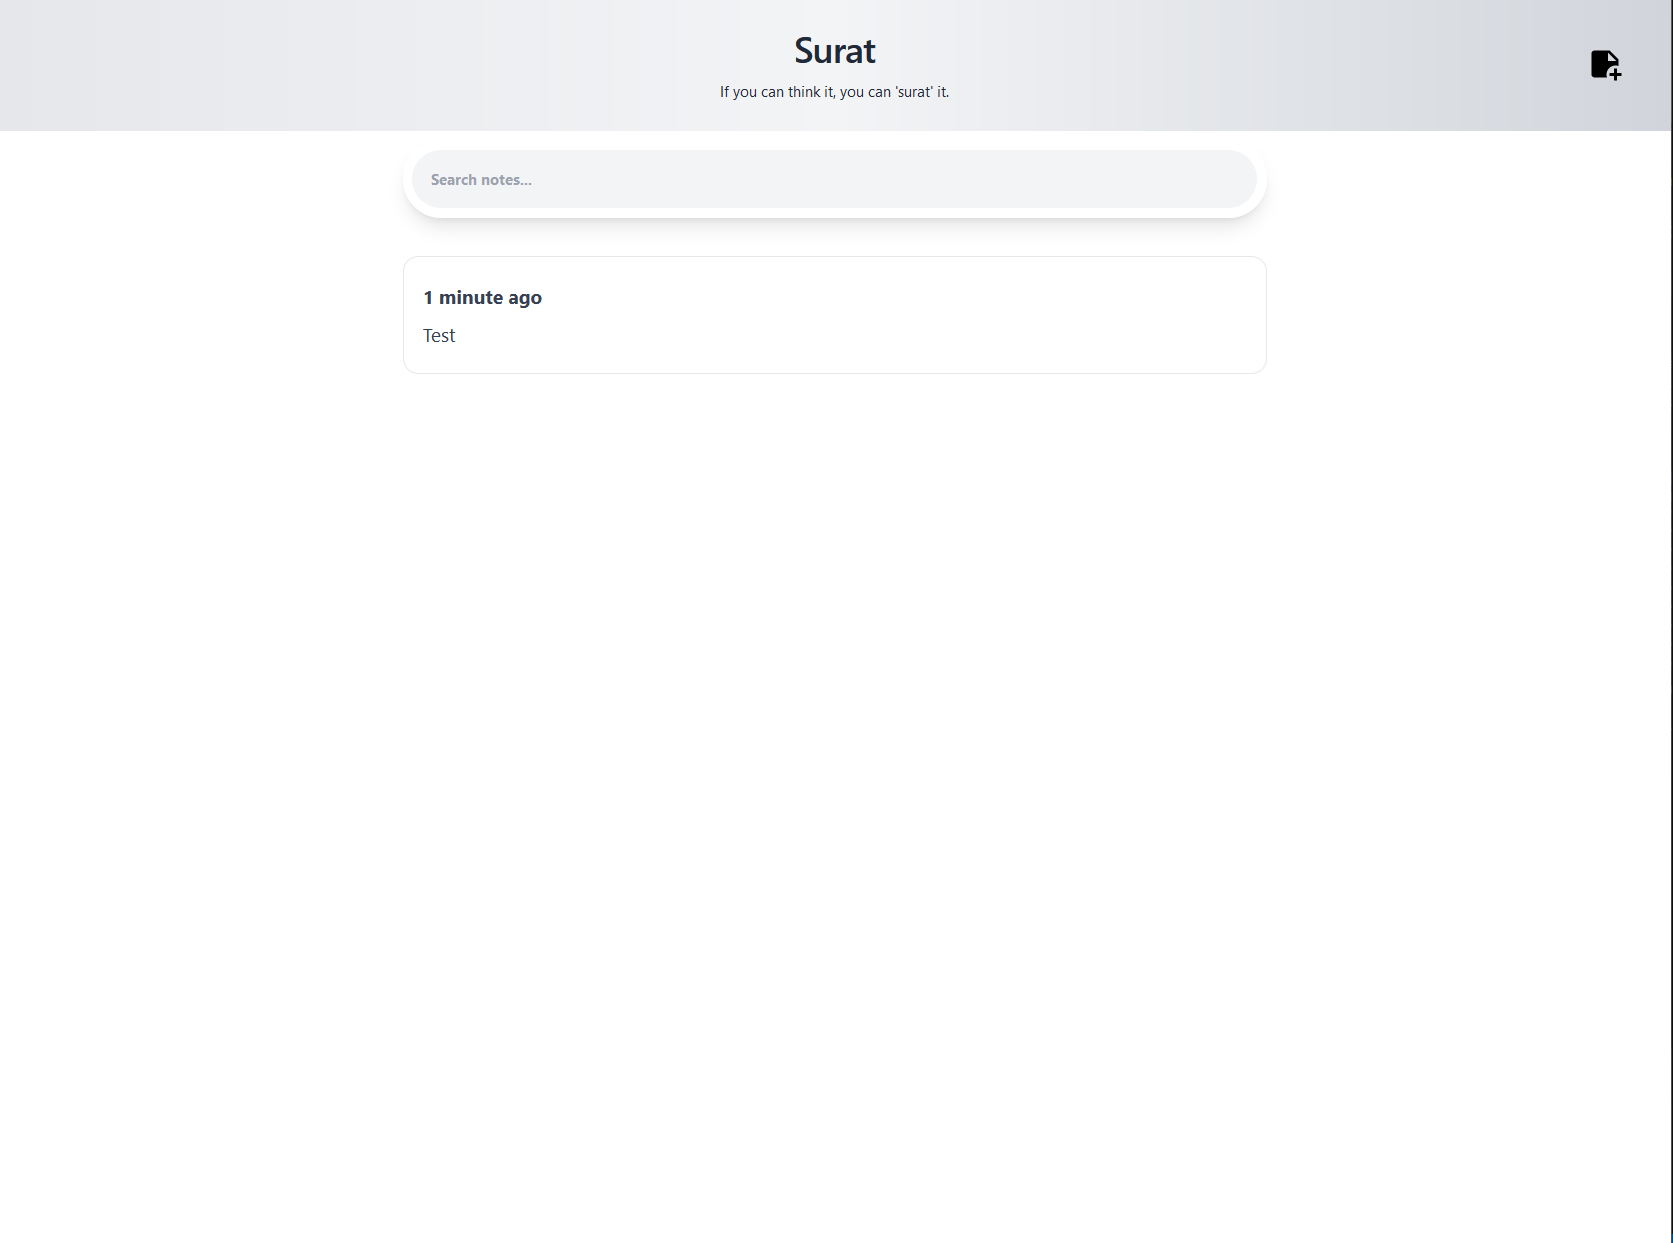 Surat
If you can think it, you can 'surat' it.
Search notes...
1 minute ago
Test